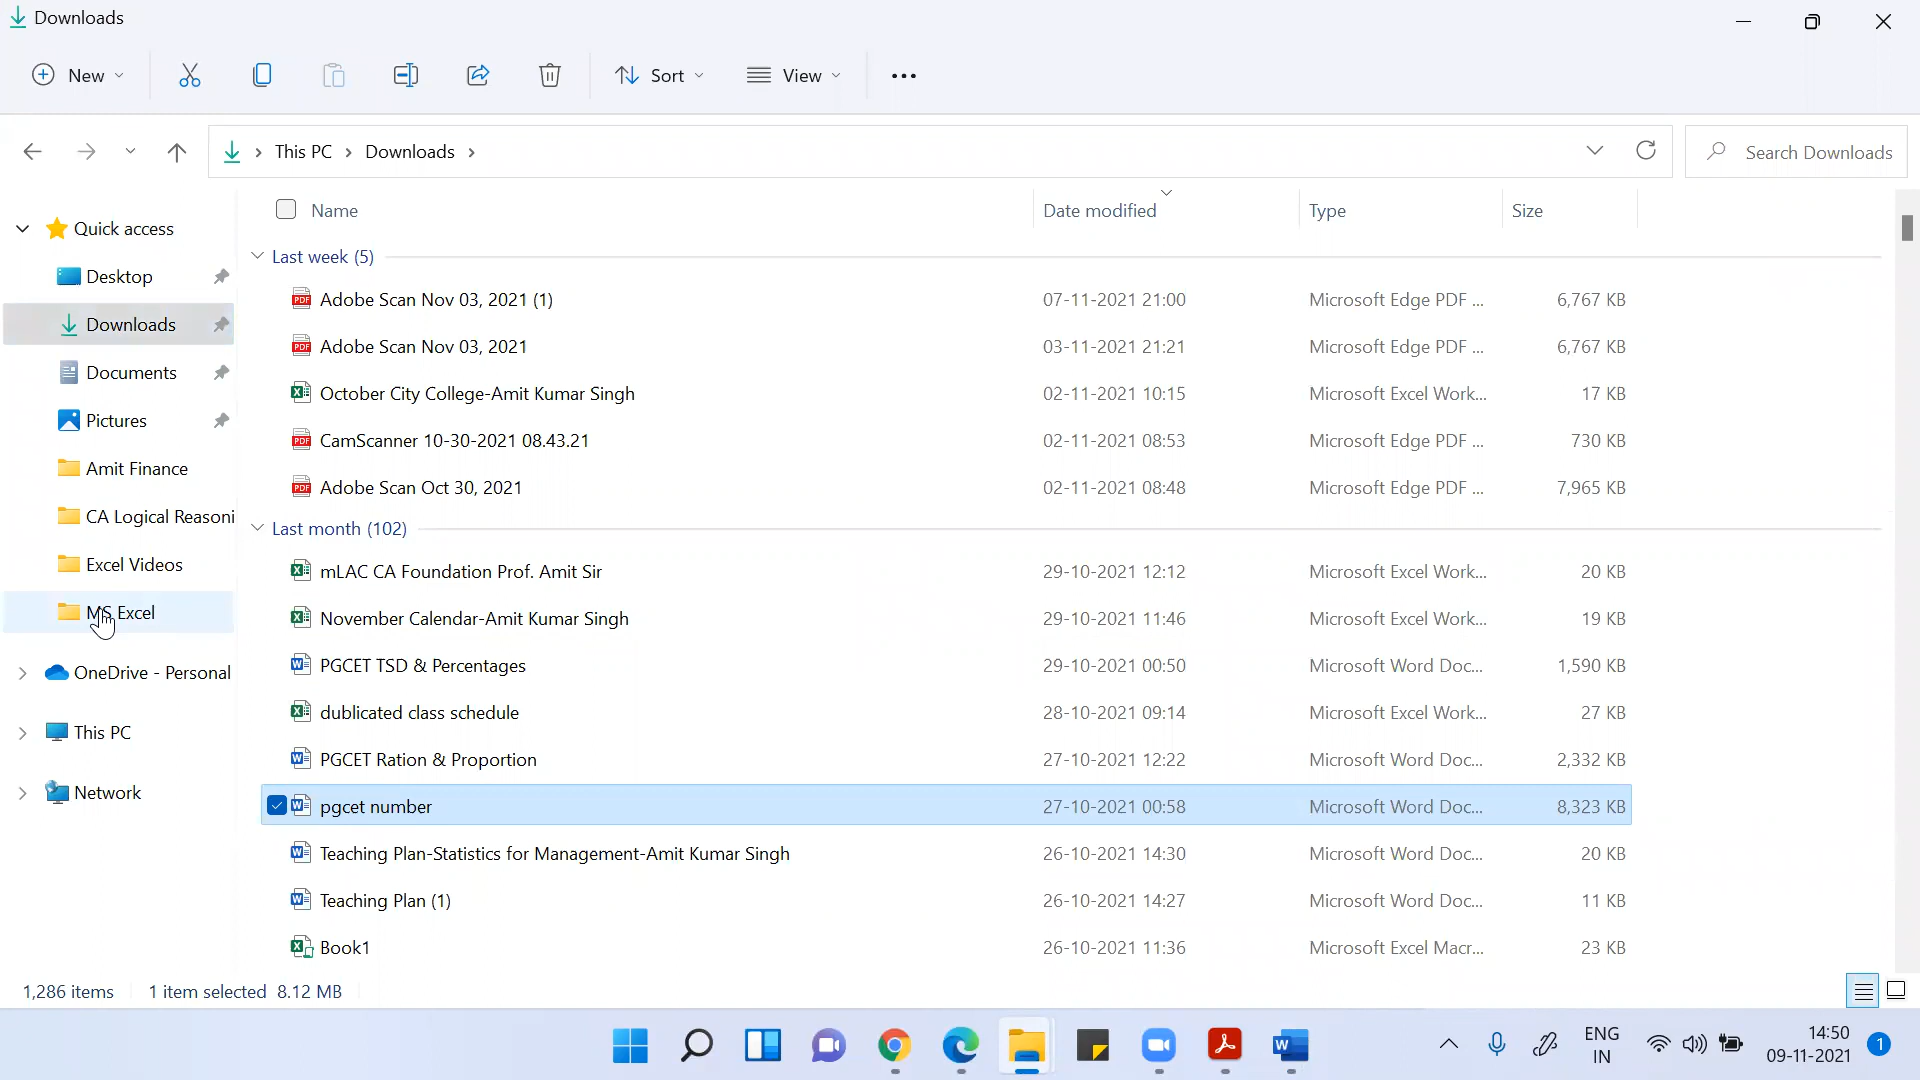 Downloads
New
Sort
View
This PC
Downloads
Search Downloads
Name
Date modified
Type
Size
Quick access
Desktop
Downloads
Documents
Pictures
Amit Finance
CA Logical Reasoni
Excel Videos
MS Excel
OneDrive - Personal
This PC
Network
Last week (5)
Adobe Scan Nov 03, 2021 (1) 07-11-2021 21:00 Microsoft Edge PDF ... 6,767 KB
Adobe Scan Nov 03, 2021 03-11-2021 21:21 Microsoft Edge PDF ... 6,767 KB
October City College-Amit Kumar Singh 02-11-2021 10:15 Microsoft Excel Work... 17 KB
CamScanner 10-30-2021 08.43.21 02-11-2021 08:53 Microsoft Edge PDF ... 730 KB
Adobe Scan Oct 30, 2021 02-11-2021 08:48 Microsoft Edge PDF ... 7,965 KB
Last month (102)
mLAC CA Foundation Prof. Amit Sir 29-10-2021 12:12 Microsoft Excel Work... 20 KB
November Calendar-Amit Kumar Singh 29-10-2021 11:46 Microsoft Excel Work... 19 KB
PGCET TSD & Percentages 29-10-2021 00:50 Microsoft Word Doc... 1,590 KB
dublicated class schedule 28-10-2021 09:14 Microsoft Excel Work... 27 KB
PGCET Ration & Proportion 27-10-2021 12:22 Microsoft Word Doc... 2,332 KB
pgcet number 27-10-2021 00:58 Microsoft Word Doc... 8,323 KB
Teaching Plan-Statistics for Management-Amit Kumar Singh 26-10-2021 14:30 Microsoft Word Doc... 20 KB
Teaching Plan (1) 26-10-2021 14:27 Microsoft Word Doc... 11 KB
Book1 26-10-2021 11:36 Microsoft Excel Macr... 23 KB
1,286 items 1 item selected 8.12 MB
ENG
IN
14:50
09-11-2021
1